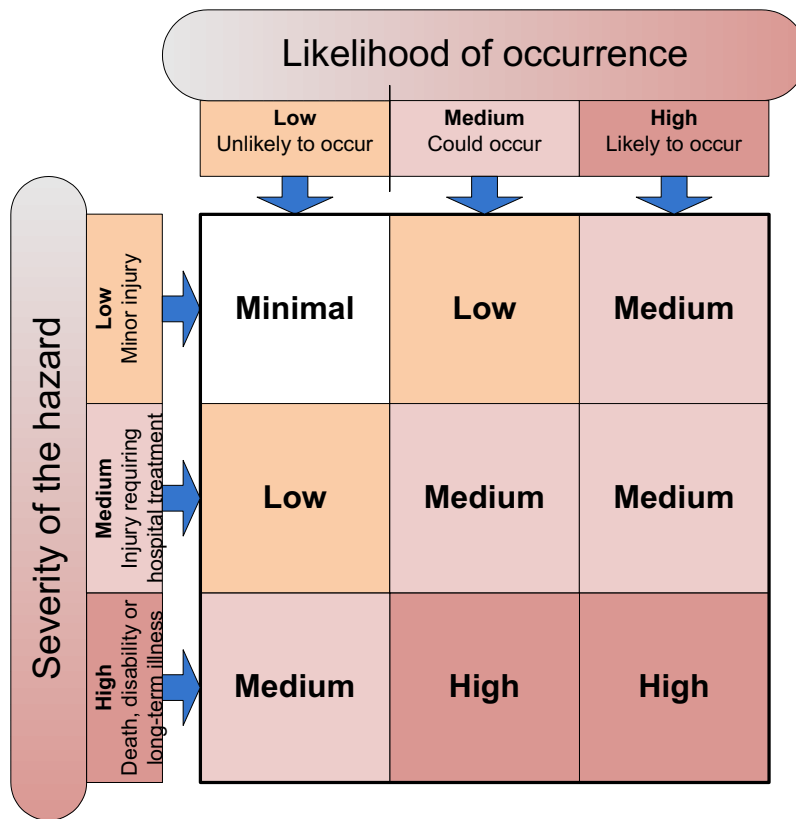 Likelihood of occurrence
Low
Unlikely to occur
Medium
Could occur
High
Likely to occur
Severity of the hazard
Low
Minor injury
Minimal
Low
Medium
Medium
Injury requiring
hospital treatment
Low
Medium
Medium
High
Death, disability or
long-term illness
Medium
High
High